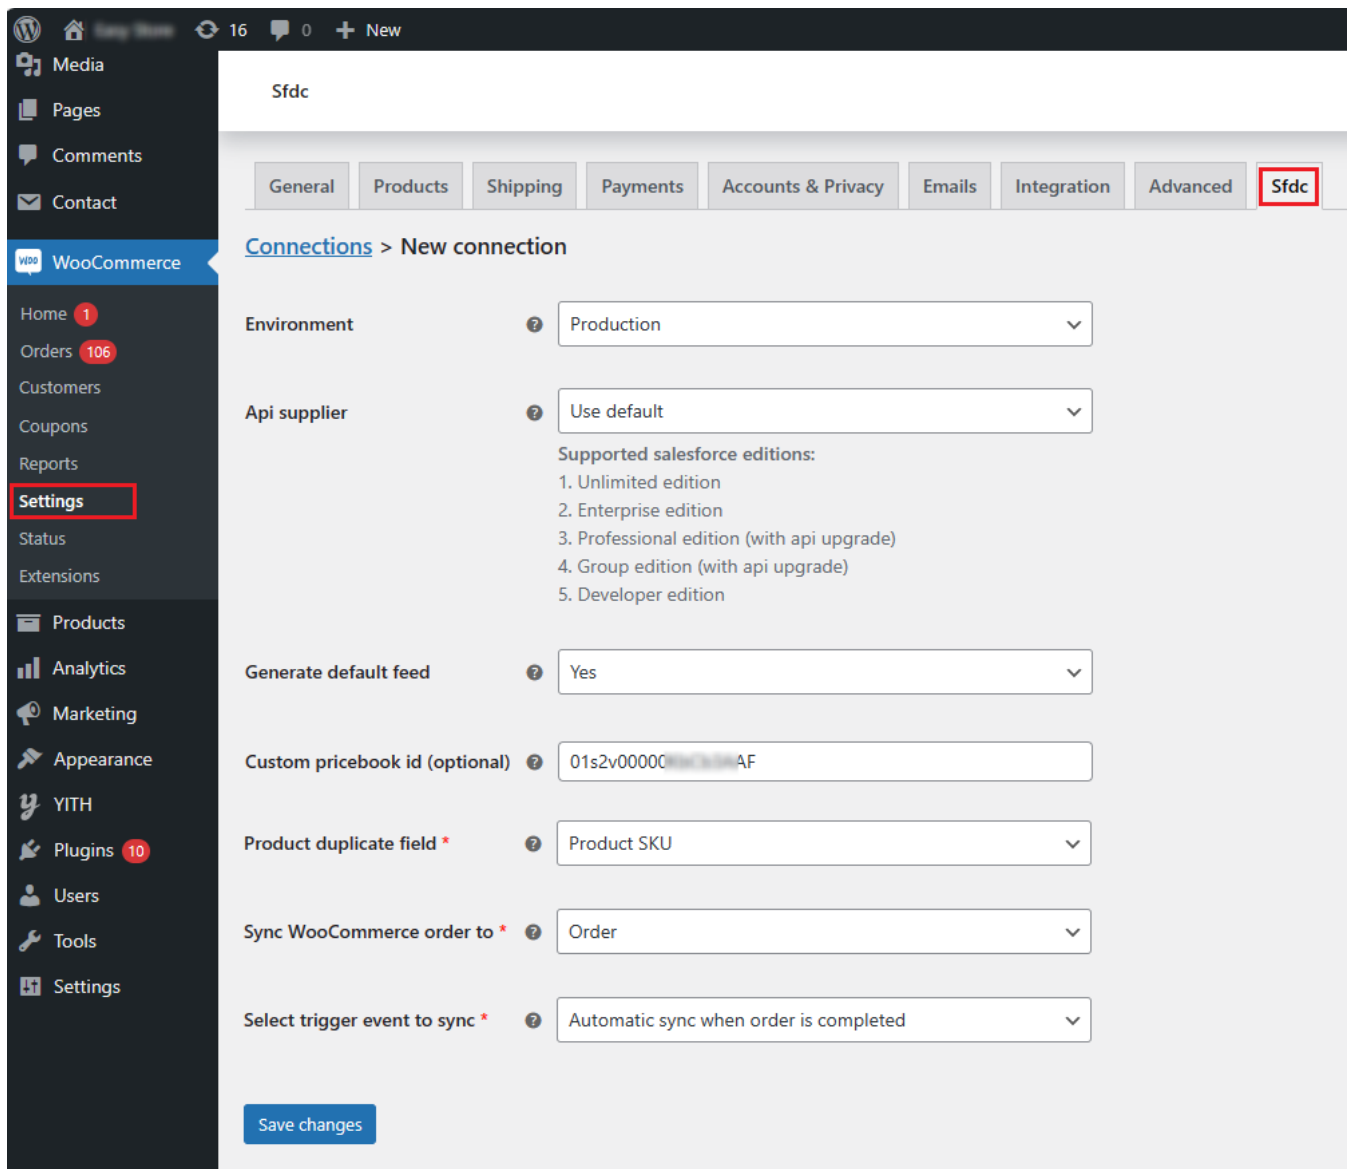 16 0 New
Media
Pages
Comments
Contact
WooCommerce
Home 1
Orders 106
Customers
Coupons
Reports
Settings
Status
Extensions
Products
Analytics
Marketing
Appearance
YITH
Plugins 10
Users
Tools
Settings
Sfdc
General Products Shipping Payments Accounts & Privacy Emails Integration Advanced Sfdc
Connections > New connection
Environment Production
Api supplier Use default
Supported salesforce editions:
1. Unlimited edition
2. Enterprise edition
3. Professional edition (with api upgrade)
4. Group edition (with api upgrade)
5. Developer edition
Generate default feed Yes
Custom pricebook id (optional) 01s2v00000 AF
Product duplicate field * Product SKU
Sync WooCommerce order to * Order
Select trigger event to sync * Automatic sync when order is completed
Save changes